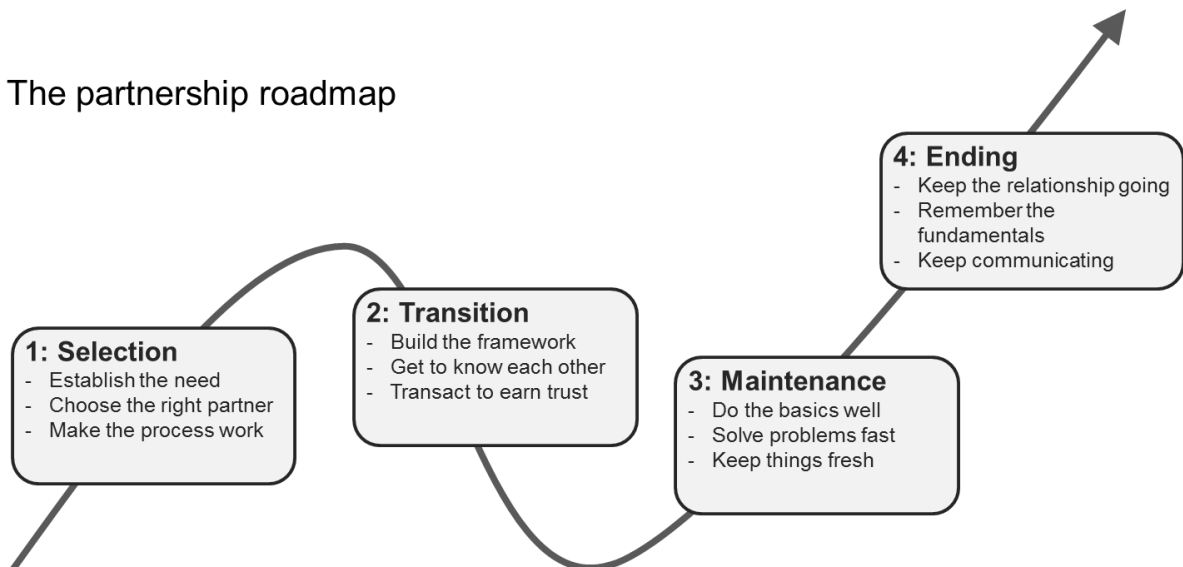 The partnership roadmap
1: Selection
- Establish the need
- Choose the right partner
- Make the process work
2: Transition
- Build the framework
- Get to know each other
- Transact to earn trust
3: Maintenance
- Do the basics well
- Solve problems fast
- Keep things fresh
4: Ending
- Keep the relationship going
- Remember the
fundamentals
- Keep communicating